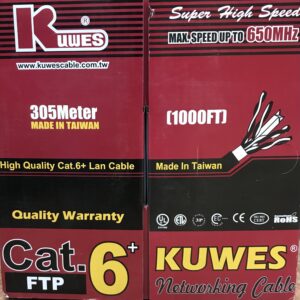 KUWES ®
www.kuwescable.com.tw
305Meter
MADE IN TAIWAN
High Quality Cat.6+ Lan Cable
Quality Warranty
Cat.6+
FTP
Super High Speed
MAX. SPEED UP TO 650MHz
(1000FT)
Made In Taiwan
RoHS
KUWES®
Networking Cable